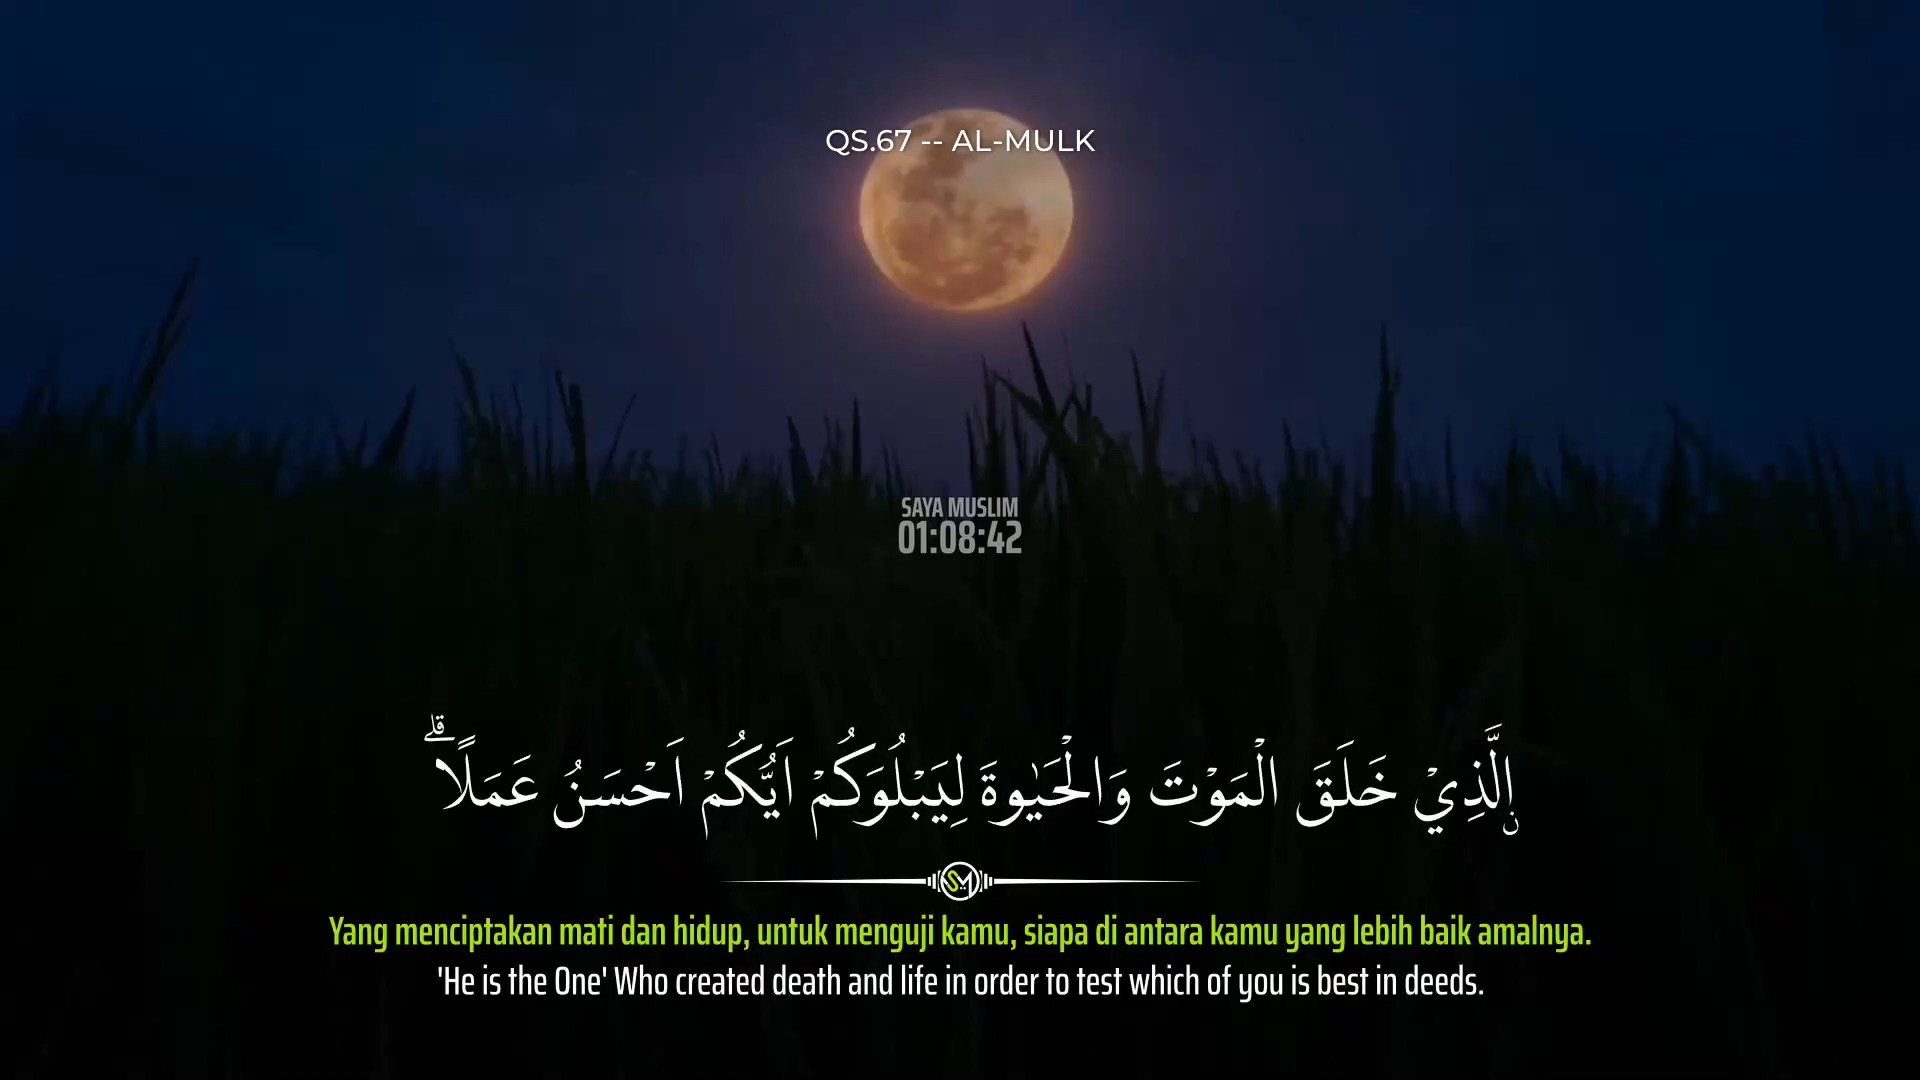 QS.67 -- AL-MULK
SAYA MUSLIM
01:08:42
ۨالَّذِيْ خَلَقَ الْمَوْتَ وَالْحَيٰوةَ لِيَبْلُوَكُمْ اَيُّكُمْ اَحْسَنُ عَمَلًاۗ
SM
Yang menciptakan mati dan hidup, untuk menguji kamu, siapa di antara kamu yang lebih baik amalnya.
'He is the One' Who created death and life in order to test which of you is best in deeds.